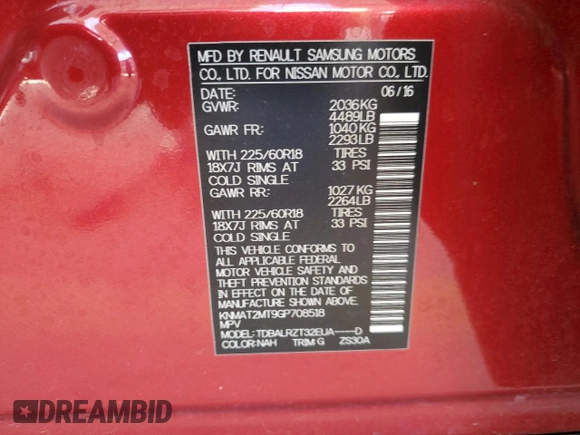 MFD BY RENAULT SAMSUNG MOTORS
CO., LTD. FOR NISSAN MOTOR CO., LTD.
DATE: 06/16
GVWR: 2036KG
4489LB
GAWR FR: 1040KG
2293LB
WITH 225/60R18 TIRES
18X7J RIMS AT 33 PSI
COLD SINGLE
GAWR RR: 1027KG
2264LB
WITH 225/60R18 TIRES
18X7J RIMS AT 33 PSI
COLD SINGLE
THIS VEHICLE CONFORMS TO
ALL APPLICABLE FEDERAL
MOTOR VEHICLE SAFETY AND
THEFT PREVENTION STANDARDS
IN EFFECT ON THE DATE OF
MANUFACTURE SHOWN ABOVE.
KNMAT2MT9GP708518
MPV
MODEL: TDBALRZT32EUA----D
COLOR: NAH TRIM: G ZS30A
DREAMBID